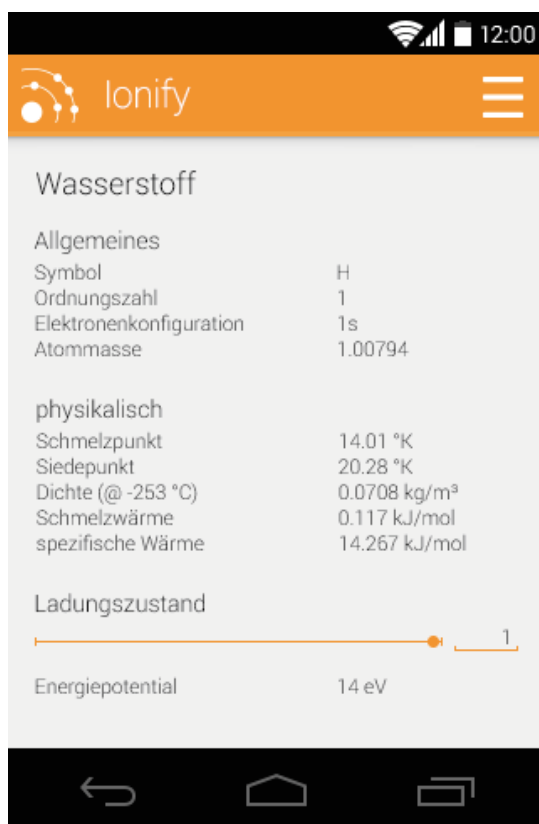 12:00
Ionify
Wasserstoff
Allgemeines
Symbol H
Ordnungszahl 1
Elektronenkonfiguration 1s
Atommasse 1.00794
physikalisch
Schmelzpunkt 14.01 °K
Siedepunkt 20.28 °K
Dichte (@ -253 °C) 0.0708 kg/m³
Schmelzwärme 0.117 kJ/mol
spezifische Wärme 14.267 kJ/mol
Ladungszustand
1
Energiepotential 14 eV